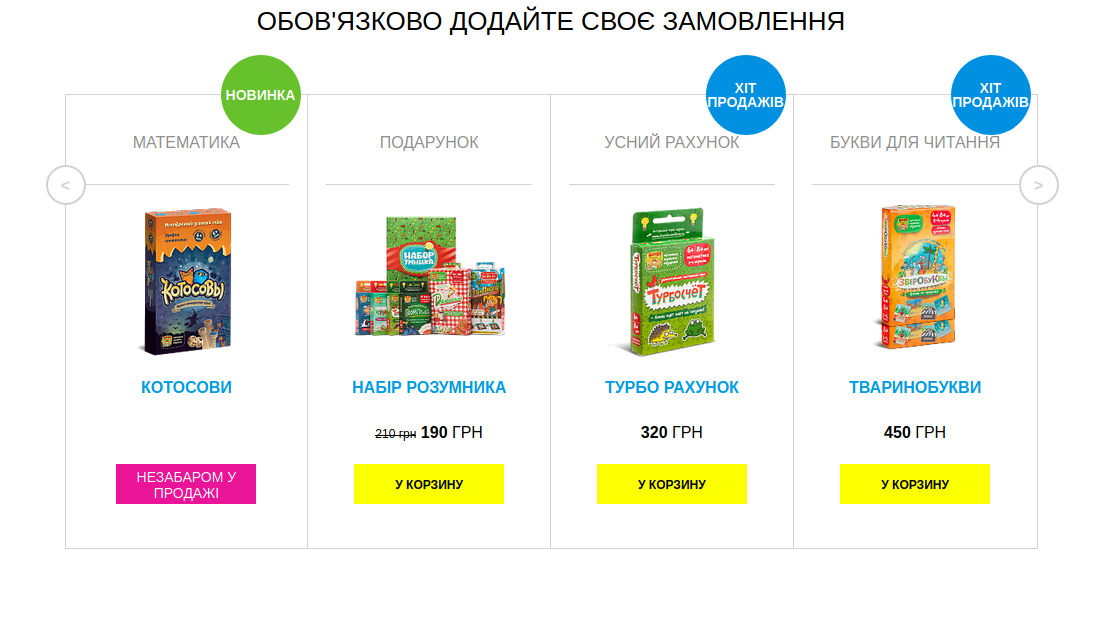 ОБОВ'ЯЗКОВО ДОДАЙТЕ СВОЄ ЗАМОВЛЕННЯ
НОВИНКА
МАТЕМАТИКА
КОТОСОВЫ
КОТОСОВИ
НЕЗАБАРОМ У
ПРОДАЖІ
ПОДАРУНОК
НАБОР
УМНИКА
НАБІР РОЗУМНИКА
210 грн 190 ГРН
У КОРЗИНУ
ХІТ
ПРОДАЖІВ
УСНИЙ РАХУНОК
ТУРБОСЧЕТ
ТУРБО РАХУНОК
320 ГРН
У КОРЗИНУ
ХІТ
ПРОДАЖІВ
БУКВИ ДЛЯ ЧИТАННЯ
ЗВЕРОБУКВЫ
ТВАРИНОБУКВИ
450 ГРН
У КОРЗИНУ
<
>